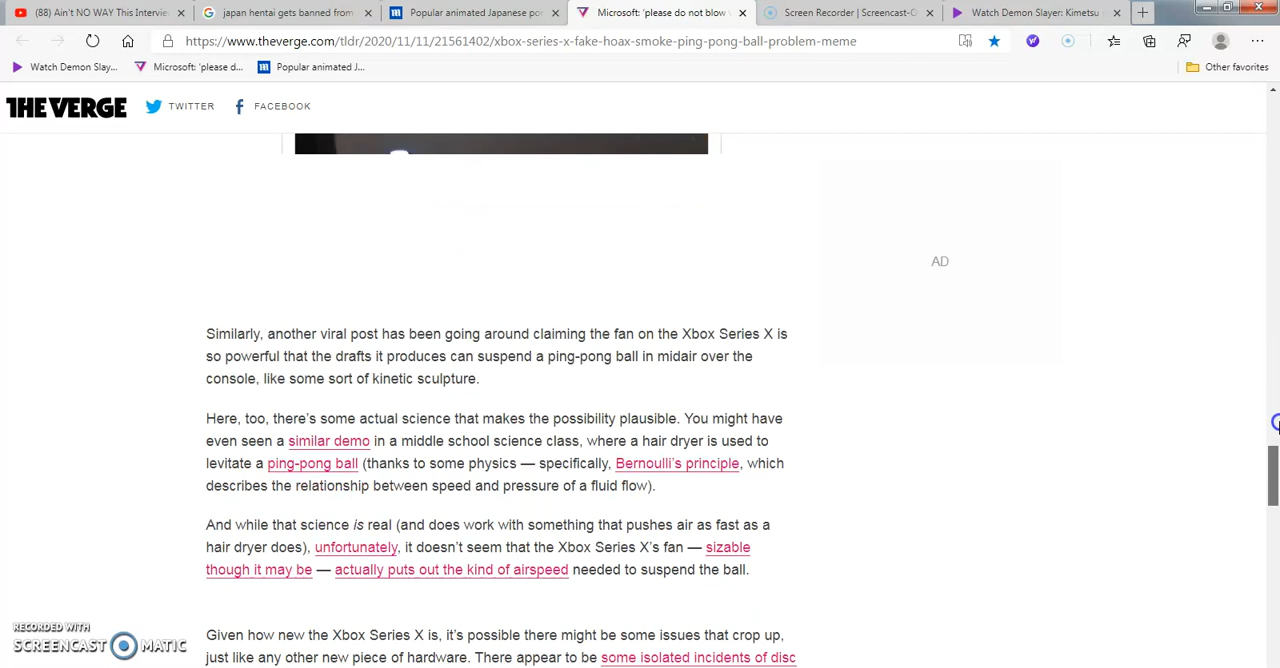 (88) Ain't NO WAY This Intervie
japan hentai gets banned from
Popular animated Japanese por
Microsoft: 'please do not blow
Screen Recorder | Screencast-O
Watch Demon Slayer: Kimetsu
https://www.theverge.com/tldr/2020/11/11/21561402/xbox-series-x-fake-hoax-smoke-ping-pong-ball-problem-meme
Watch Demon Slay...
Microsoft: 'please d...
Popular animated J...
Other favorites
THE VERGE
TWITTER
FACEBOOK
AD
Similarly, another viral post has been going around claiming the fan on the Xbox Series X is
so powerful that the drafts it produces can suspend a ping-pong ball in midair over the
console, like some sort of kinetic sculpture.
Here, too, there's some actual science that makes the possibility plausible. You might have
even seen a similar demo in a middle school science class, where a hair dryer is used to
levitate a ping-pong ball (thanks to some physics — specifically, Bernoulli's principle, which
describes the relationship between speed and pressure of a fluid flow).
And while that science is real (and does work with something that pushes air as fast as a
hair dryer does), unfortunately, it doesn't seem that the Xbox Series X's fan — sizable
though it may be — actually puts out the kind of airspeed needed to suspend the ball.
Given how new the Xbox Series X is, it's possible there might be some issues that crop up,
just like any other new piece of hardware. There appear to be some isolated incidents of disc
RECORDED WITH
SCREENCAST MATIC